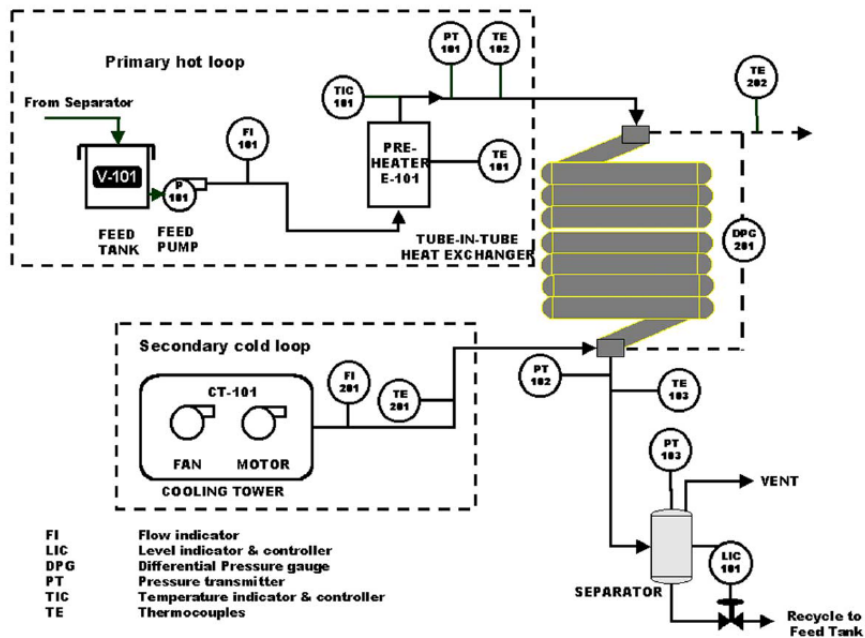 Primary hot loop
From Separator
V-101
P
101
FEED
TANK
FEED
PUMP
FI
101
TIC
101
PRE-
HEATER
E-101
TE
101
PT
101
TE
102
TUBE-IN-TUBE
HEAT EXCHANGER
TE
202
DPG
201
Secondary cold loop
CT-101
FAN
MOTOR
COOLING TOWER
FI
201
TE
201
PT
102
TE
103
PT
103
VENT
LIC
101
SEPARATOR
Recycle to
Feed Tank
FI Flow indicator
LIC Level indicator & controller
DPG Differential Pressure gauge
PT Pressure transmitter
TIC Temperature indicator & controller
TE Thermocouples